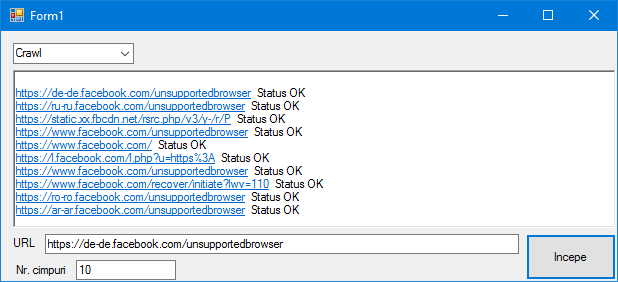 Form1
Crawl
https://de-de.facebook.com/unsupportedbrowser Status OK
https://ru-ru.facebook.com/unsupportedbrowser Status OK
https://static.xx.fbcdn.net/rsrc.php/v3/y-/r/P Status OK
https://www.facebook.com/unsupportedbrowser Status OK
https://www.facebook.com/ Status OK
https://l.facebook.com/l.php?u=https%3A Status OK
https://www.facebook.com/unsupportedbrowser Status OK
https://www.facebook.com/recover/initiate?lwv=110 Status OK
https://ro-ro.facebook.com/unsupportedbrowser Status OK
https://ar-ar.facebook.com/unsupportedbrowser Status OK
URL https://de-de.facebook.com/unsupportedbrowser
Incepe
Nr. cimpuri 10